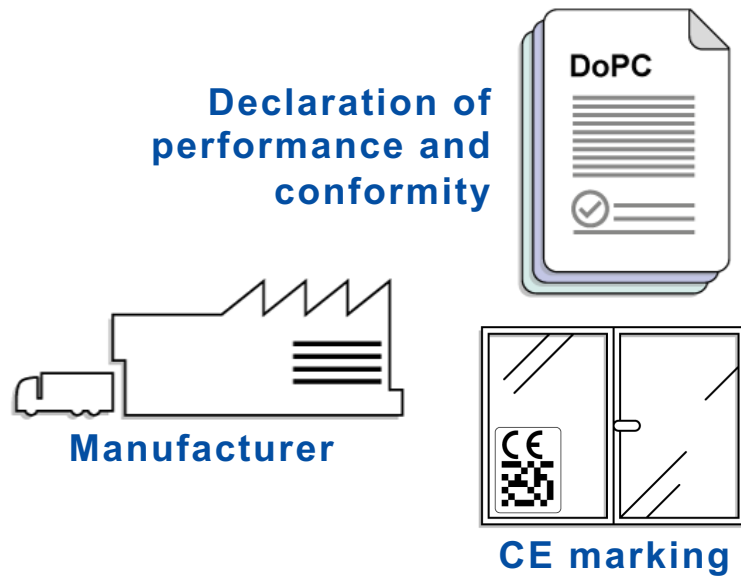 DoPC
Declaration of
performance and
conformity
Manufacturer
CE
CE marking